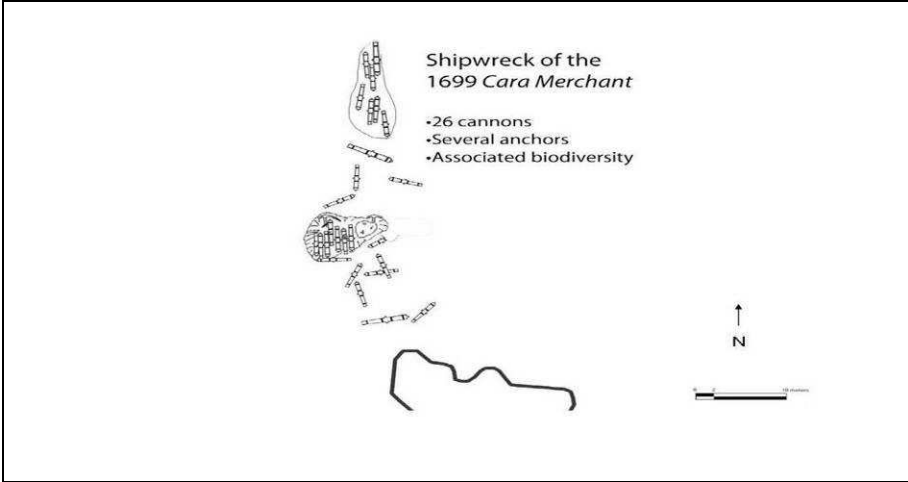 Shipwreck of the
1699 Cara Merchant
•26 cannons
•Several anchors
•Associated biodiversity
N